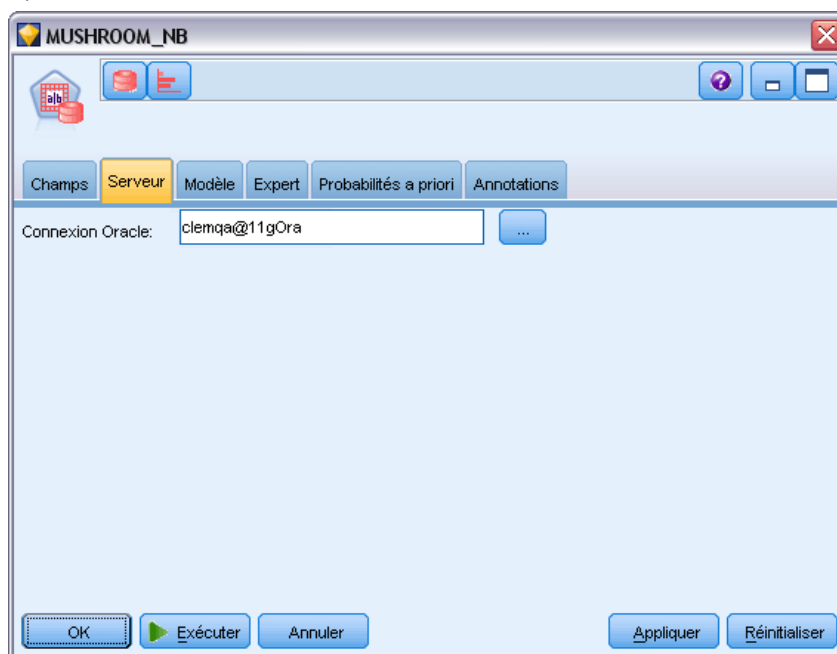 MUSHROOM_NB
a|b
?
Champs Serveur Modèle Expert Probabilités a priori Annotations
Connexion Oracle: clemqa@11gOra ...
OK Exécuter Annuler Appliquer Réinitialiser